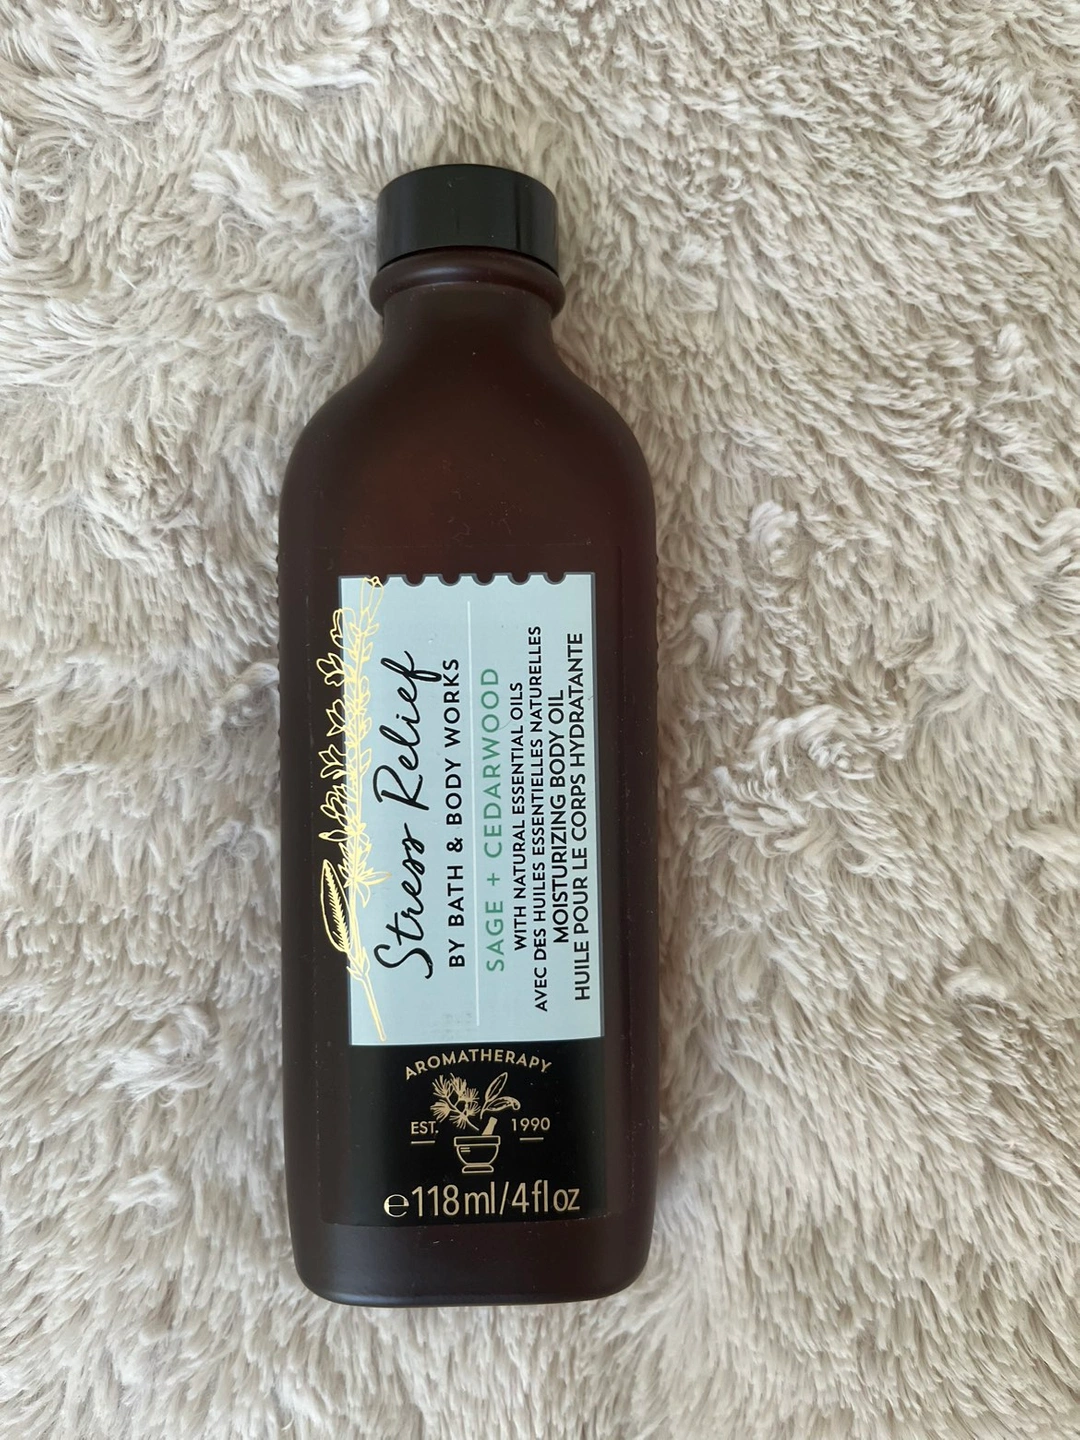 Stress Relief
BY BATH & BODY WORKS
SAGE + CEDARWOOD
WITH NATURAL ESSENTIAL OILS
AVEC DES HUILES ESSENTIELLES NATURELLES
MOISTURIZING BODY OIL
HUILE POUR LE CORPS HYDRATANTE
AROMATHERAPY
EST. 1990
℮118ml/4fl oz